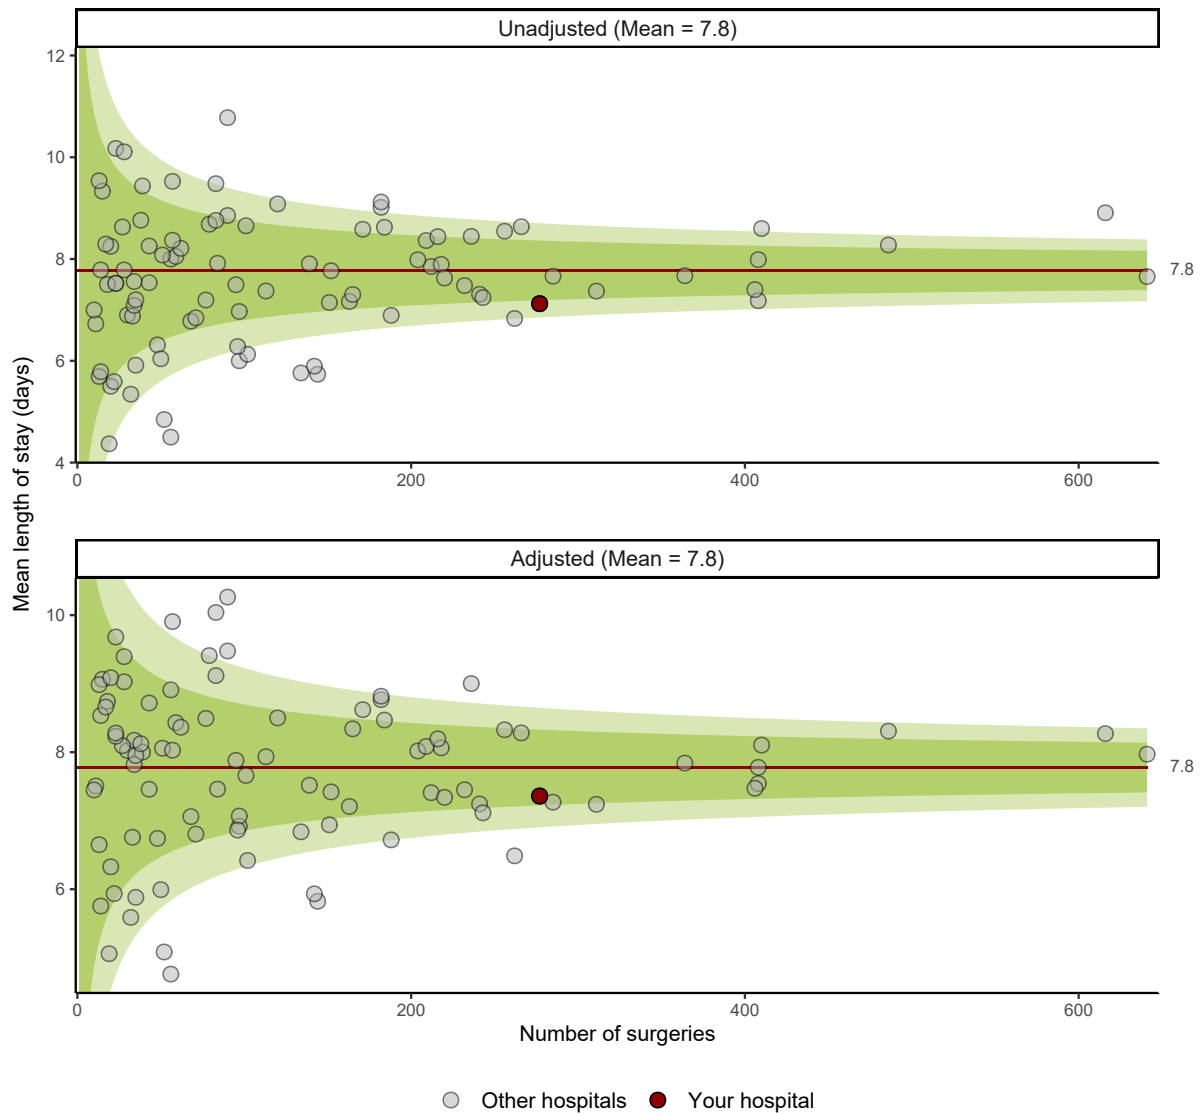 Unadjusted (Mean = 7.8)
12
10
8
6
4
7.8
0 200 400 600
Mean length of stay (days)
Adjusted (Mean = 7.8)
10
8
6
7.8
0 200 400 600
Number of surgeries
Other hospitals Your hospital